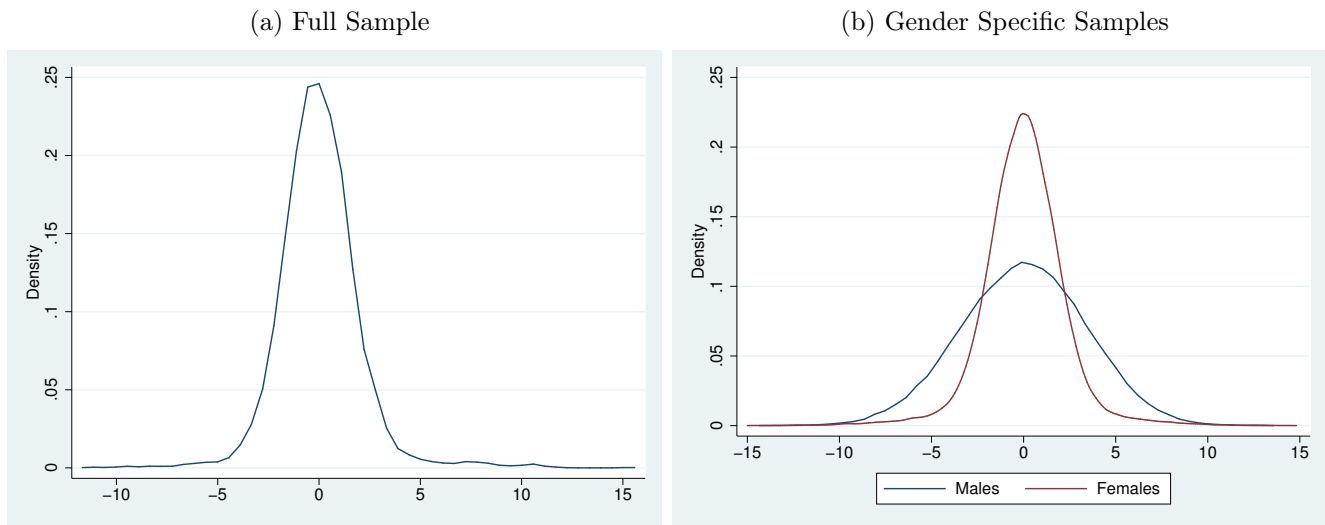 (a) Full Sample
Density
.25
.2
.15
.1
.05
0
−10 −5 0 5 10 15
(b) Gender Specific Samples
Density
.25
.2
.15
.1
.05
0
−15 −10 −5 0 5 10 15
Males Females